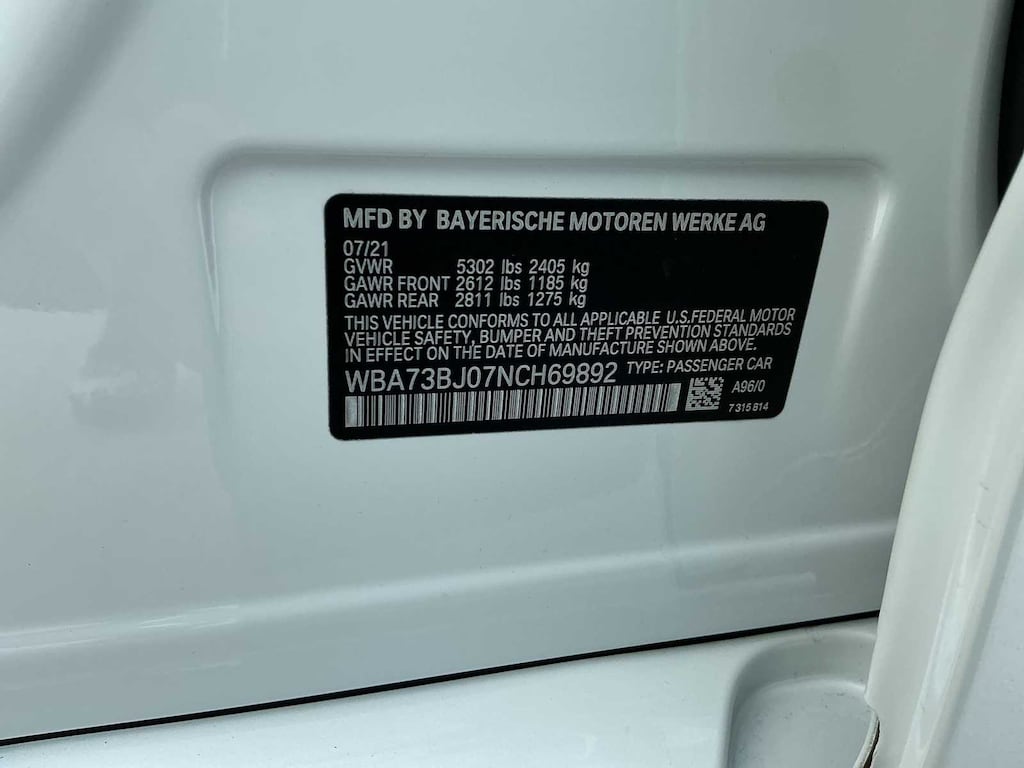 MFD BY BAYERISCHE MOTOREN WERKE AG
07/21
GVWR 5302 lbs 2405 kg
GAWR FRONT 2612 lbs 1185 kg
GAWR REAR 2811 lbs 1275 kg
THIS VEHICLE CONFORMS TO ALL APPLICABLE U.S.FEDERAL MOTOR
VEHICLE SAFETY, BUMPER AND THEFT PREVENTION STANDARDS
IN EFFECT ON THE DATE OF MANUFACTURE SHOWN ABOVE.
WBA73BJ07NCH69892 TYPE: PASSENGER CAR
A96/0
7 315 814